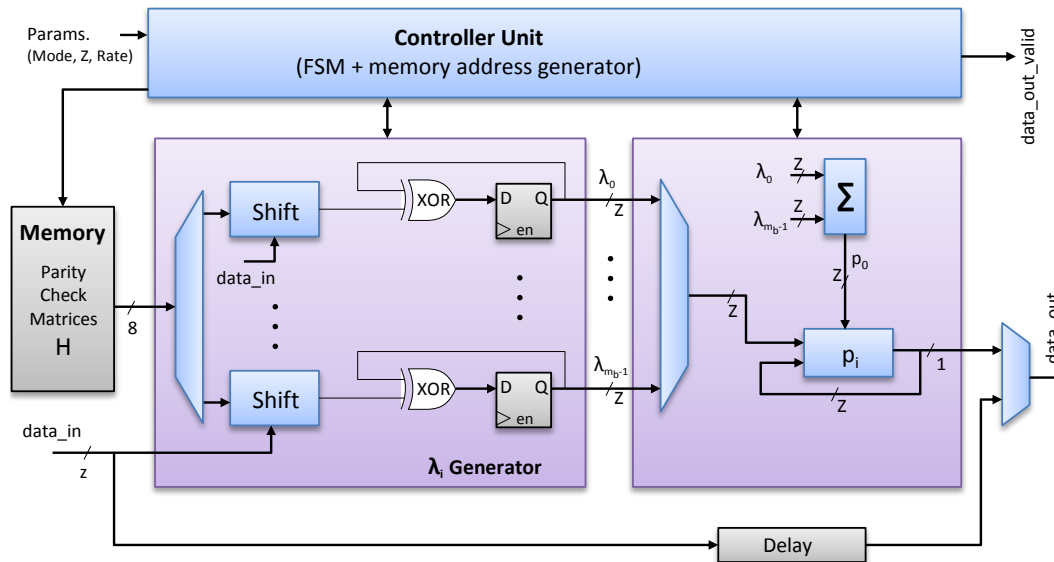 Params.
(Mode, Z, Rate)
Controller Unit
(FSM + memory address generator)
data_out_valid
Memory
Parity
Check
Matrices
H
8
Shift
data_in
XOR
D Q
en
λ0
Z
Shift
XOR
D Q
en
λmb-1
Z
λi Generator
data_in
z
λ0
Z
λmb-1
Z
Σ
p0
Z
Z
pi
1
Z
data_out
Delay